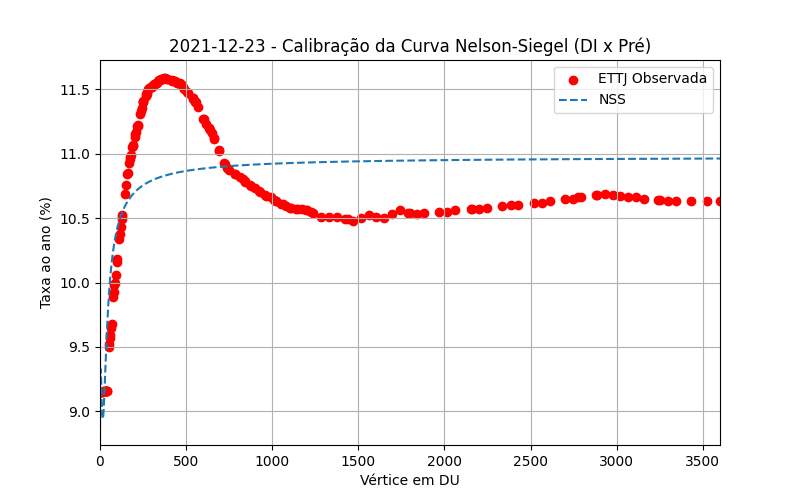 2021-12-23 - Calibração da Curva Nelson-Siegel (DI x Pré)
ETTJ Observada
NSS
Taxa ao ano (%)
11.5
11.0
10.5
10.0
9.5
9.0
0 500 1000 1500 2000 2500 3000 3500
Vértice em DU